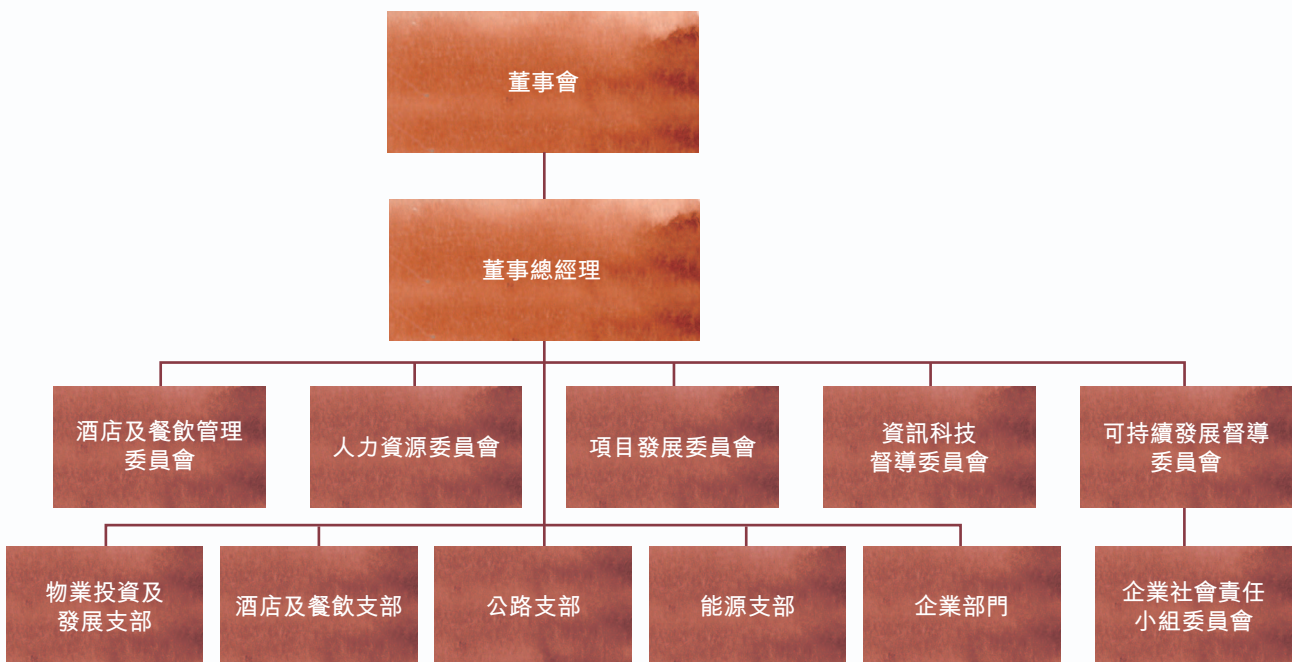 董事會
董事總經理
酒店及餐飲管理
委員會
人力資源委員會
項目發展委員會
資訊科技
督導委員會
可持續發展督導
委員會
物業投資及
發展支部
酒店及餐飲支部
公路支部
能源支部
企業部門
企業社會責任
小組委員會